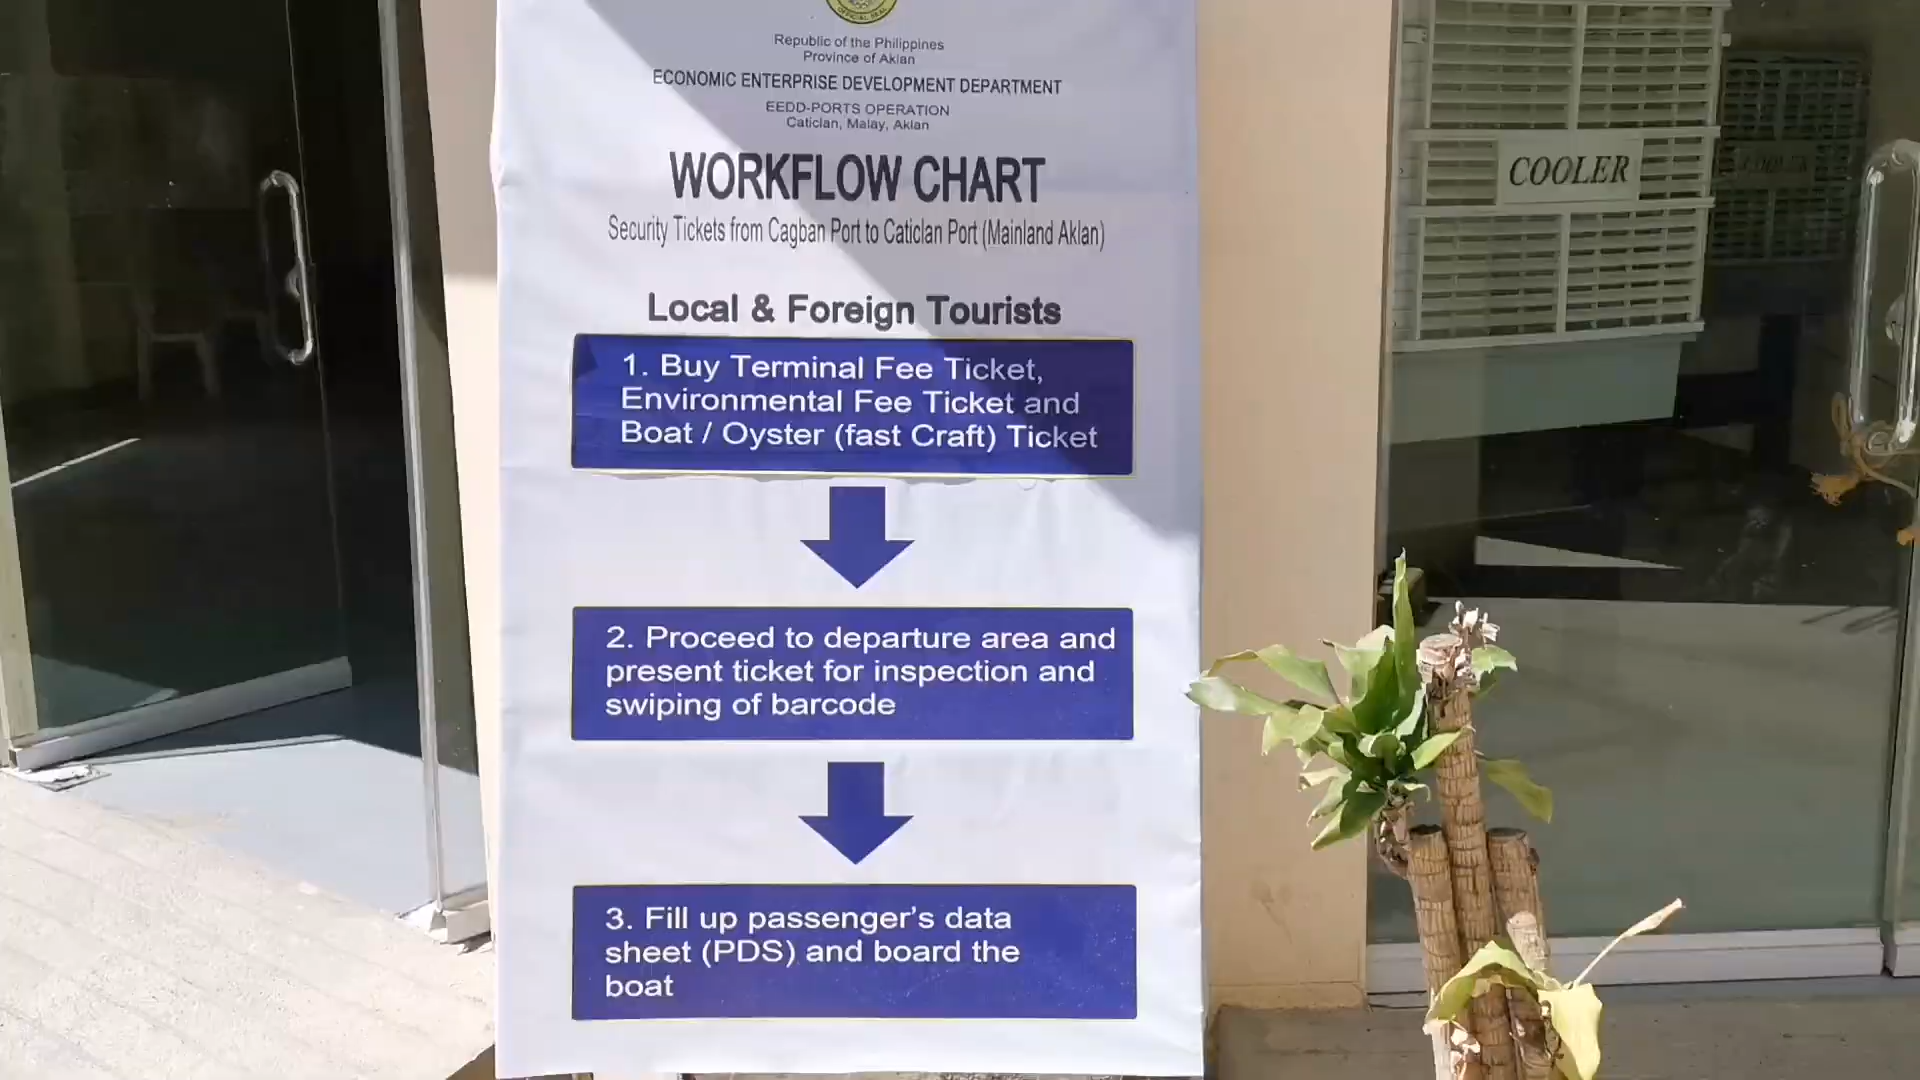 OFFICIAL SEAL
Republic of the Philippines
Province of Aklan
ECONOMIC ENTERPRISE DEVELOPMENT DEPARTMENT
EEDD-PORTS OPERATION
Caticlan, Malay, Aklan
WORKFLOW CHART
Security Tickets from Cagban Port to Caticlan Port (Mainland Aklan)
Local & Foreign Tourists
1. Buy Terminal Fee Ticket,
Environmental Fee Ticket and
Boat / Oyster (fast Craft) Ticket
2. Proceed to departure area and
present ticket for inspection and
swiping of barcode
3. Fill up passenger's data
sheet (PDS) and board the
boat
COOLER
COOLER